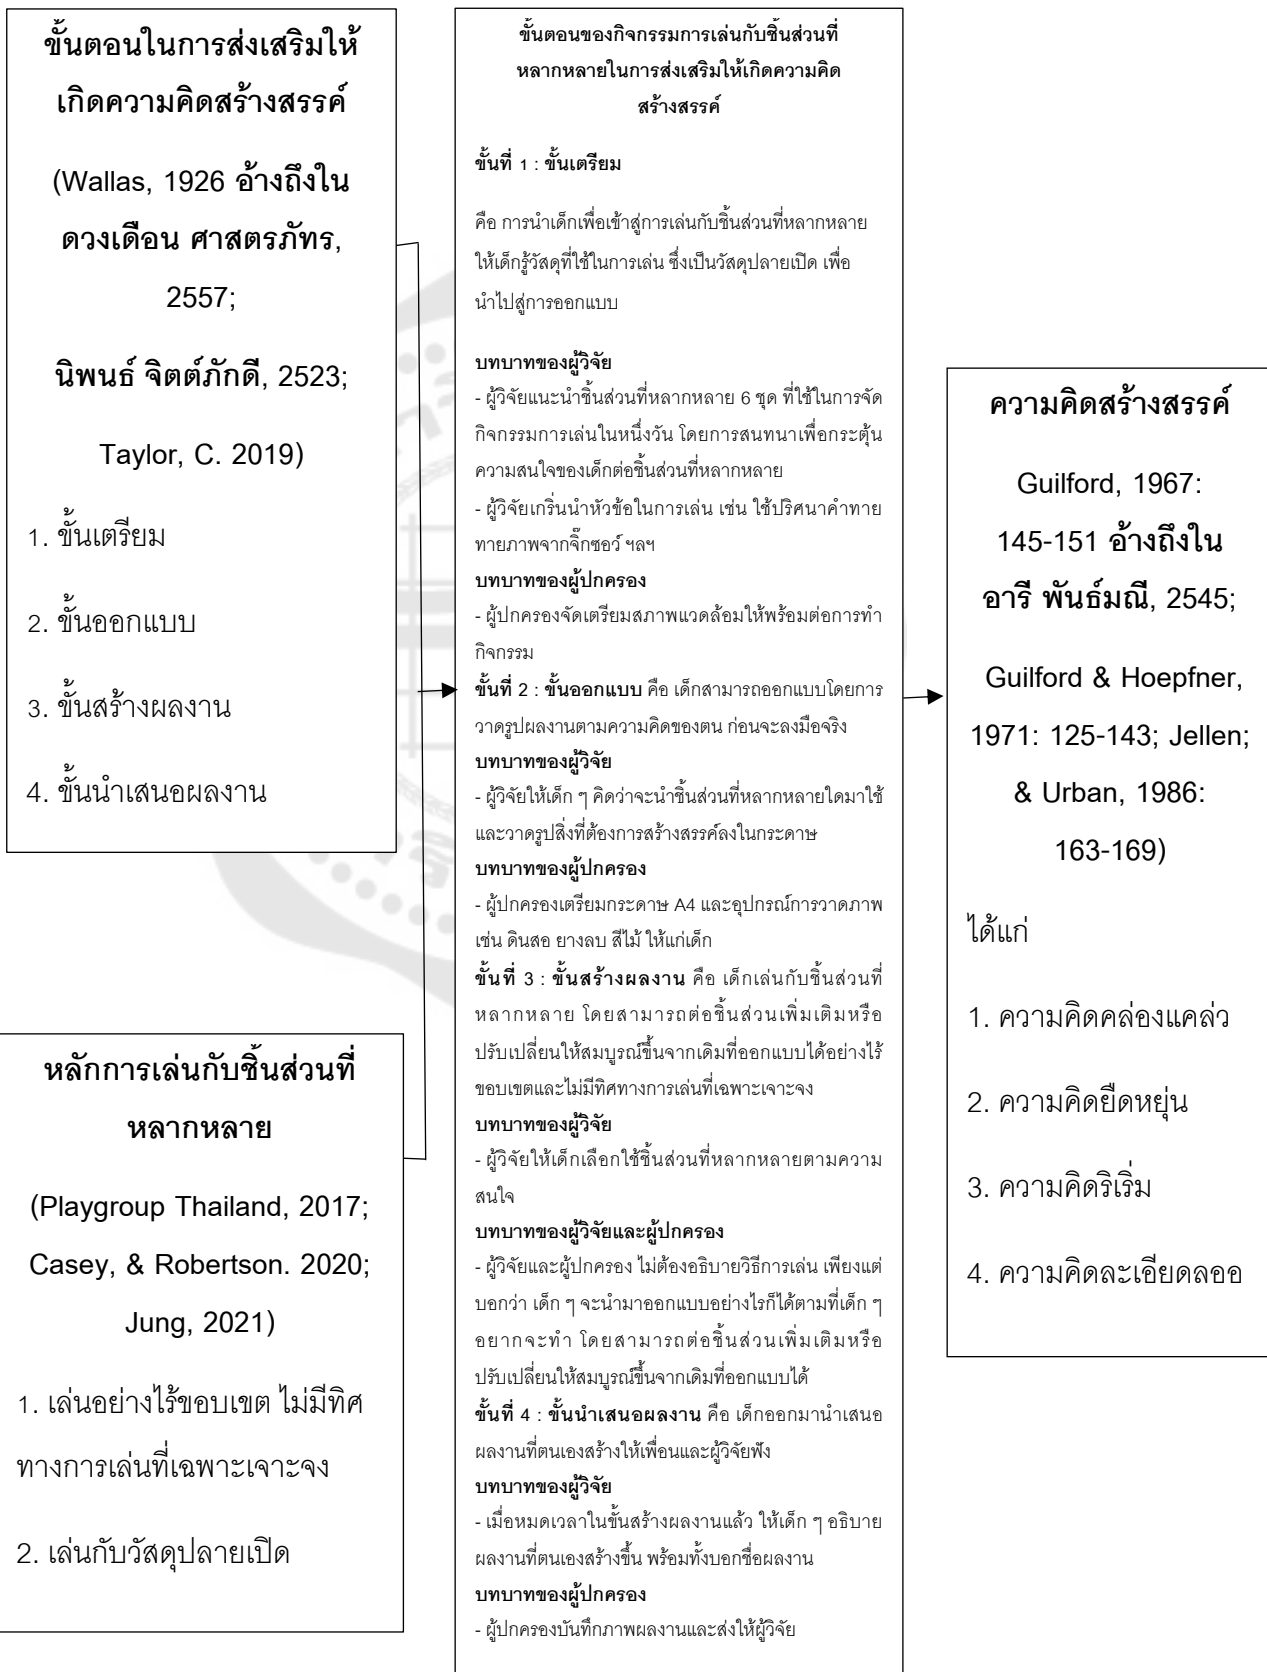 ขั้นตอนในการส่งเสริมให้
เกิดความคิดสร้างสรรค์
(Wallas, 1926 อ้างถึงใน
ดวงเดือน ศาสตรภัทร,
2557;
นิพนธ์ จิตต์ภักดี, 2523;
Taylor, C. 2019)
1. ขั้นเตรียม
2. ขั้นออกแบบ
3. ขั้นสร้างผลงาน
4. ขั้นนำเสนอผลงาน
หลักการเล่นกับชิ้นส่วนที่
หลากหลาย
(Playgroup Thailand, 2017;
Casey, & Robertson. 2020;
Jung, 2021)
1. เล่นอย่างไร้ขอบเขต ไม่มีทิศ
ทางการเล่นที่เฉพาะเจาะจง
2. เล่นกับวัสดุปลายเปิด
ขั้นตอนของกิจกรรมการเล่นกับชิ้นส่วนที่
หลากหลายในการส่งเสริมให้เกิดความคิด
สร้างสรรค์
ขั้นที่ 1 : ขั้นเตรียม
คือ การนำเด็กเพื่อเข้าสู่การเล่นกับชิ้นส่วนที่หลากหลาย
ให้เด็กรู้วัสดุที่ใช้ในการเล่น ซึ่งเป็นวัสดุปลายเปิด เพื่อ
นำไปสู่การออกแบบ
บทบาทของผู้วิจัย
- ผู้วิจัยแนะนำชิ้นส่วนที่หลากหลาย 6 ชุด ที่ใช้ในการจัด
กิจกรรมการเล่นในหนึ่งวัน โดยการสนทนาเพื่อกระตุ้น
ความสนใจของเด็กต่อชิ้นส่วนที่หลากหลาย
- ผู้วิจัยเกริ่นนำหัวข้อในการเล่น เช่น ใช้ปริศนาคำทาย
ทายภาพจากจิ๊กซอว์ ฯลฯ
บทบาทของผู้ปกครอง
- ผู้ปกครองจัดเตรียมสภาพแวดล้อมให้พร้อมต่อการทำ
กิจกรรม
ขั้นที่ 2 : ขั้นออกแบบ คือ เด็กสามารถออกแบบโดยการ
วาดรูปผลงานตามความคิดของตน ก่อนจะลงมือจริง
บทบาทของผู้วิจัย
- ผู้วิจัยให้เด็ก ๆ คิดว่าจะนำชิ้นส่วนที่หลากหลายใดมาใช้
และวาดรูปสิ่งที่ต้องการสร้างสรรค์ลงในกระดาษ
บทบาทของผู้ปกครอง
- ผู้ปกครองเตรียมกระดาษ A4 และอุปกรณ์การวาดภาพ
เช่น ดินสอ ยางลบ สีไม้ ให้แก่เด็ก
ขั้นที่ 3 : ขั้นสร้างผลงาน คือ เด็กเล่นกับชิ้นส่วนที่
หลากหลาย โดยสามารถต่อชิ้นส่วนเพิ่มเติมหรือ
ปรับเปลี่ยนให้สมบูรณ์ขึ้นจากเดิมที่ออกแบบได้อย่างไร้
ขอบเขตและไม่มีทิศทางการเล่นที่เฉพาะเจาะจง
บทบาทของผู้วิจัย
- ผู้วิจัยให้เด็กเลือกใช้ชิ้นส่วนที่หลากหลายตามความ
สนใจ
บทบาทของผู้วิจัยและผู้ปกครอง
- ผู้วิจัยและผู้ปกครอง ไม่ต้องอธิบายวิธีการเล่น เพียงแต่
บอกว่า เด็ก ๆ จะนำมาออกแบบอย่างไรก็ได้ตามที่เด็ก ๆ
อยากจะทำ โดยสามารถต่อชิ้นส่วนเพิ่มเติมหรือ
ปรับเปลี่ยนให้สมบูรณ์ขึ้นจากเดิมที่ออกแบบได้
ขั้นที่ 4 : ขั้นนำเสนอผลงาน คือ เด็กออกมานำเสนอ
ผลงานที่ตนเองสร้างให้เพื่อนและผู้วิจัยฟัง
บทบาทของผู้วิจัย
- เมื่อหมดเวลาในขั้นสร้างผลงานแล้ว ให้เด็ก ๆ อธิบาย
ผลงานที่ตนเองสร้างขึ้น พร้อมทั้งบอกชื่อผลงาน
บทบาทของผู้ปกครอง
- ผู้ปกครองบันทึกภาพผลงานและส่งให้ผู้วิจัย
ความคิดสร้างสรรค์
Guilford, 1967:
145-151 อ้างถึงใน
อารี พันธ์มณี, 2545;
Guilford & Hoepfner,
1971: 125-143; Jellen;
& Urban, 1986:
163-169)
ได้แก่
1. ความคิดคล่องแคล่ว
2. ความคิดยืดหยุ่น
3. ความคิดริเริ่ม
4. ความคิดละเอียดลออ